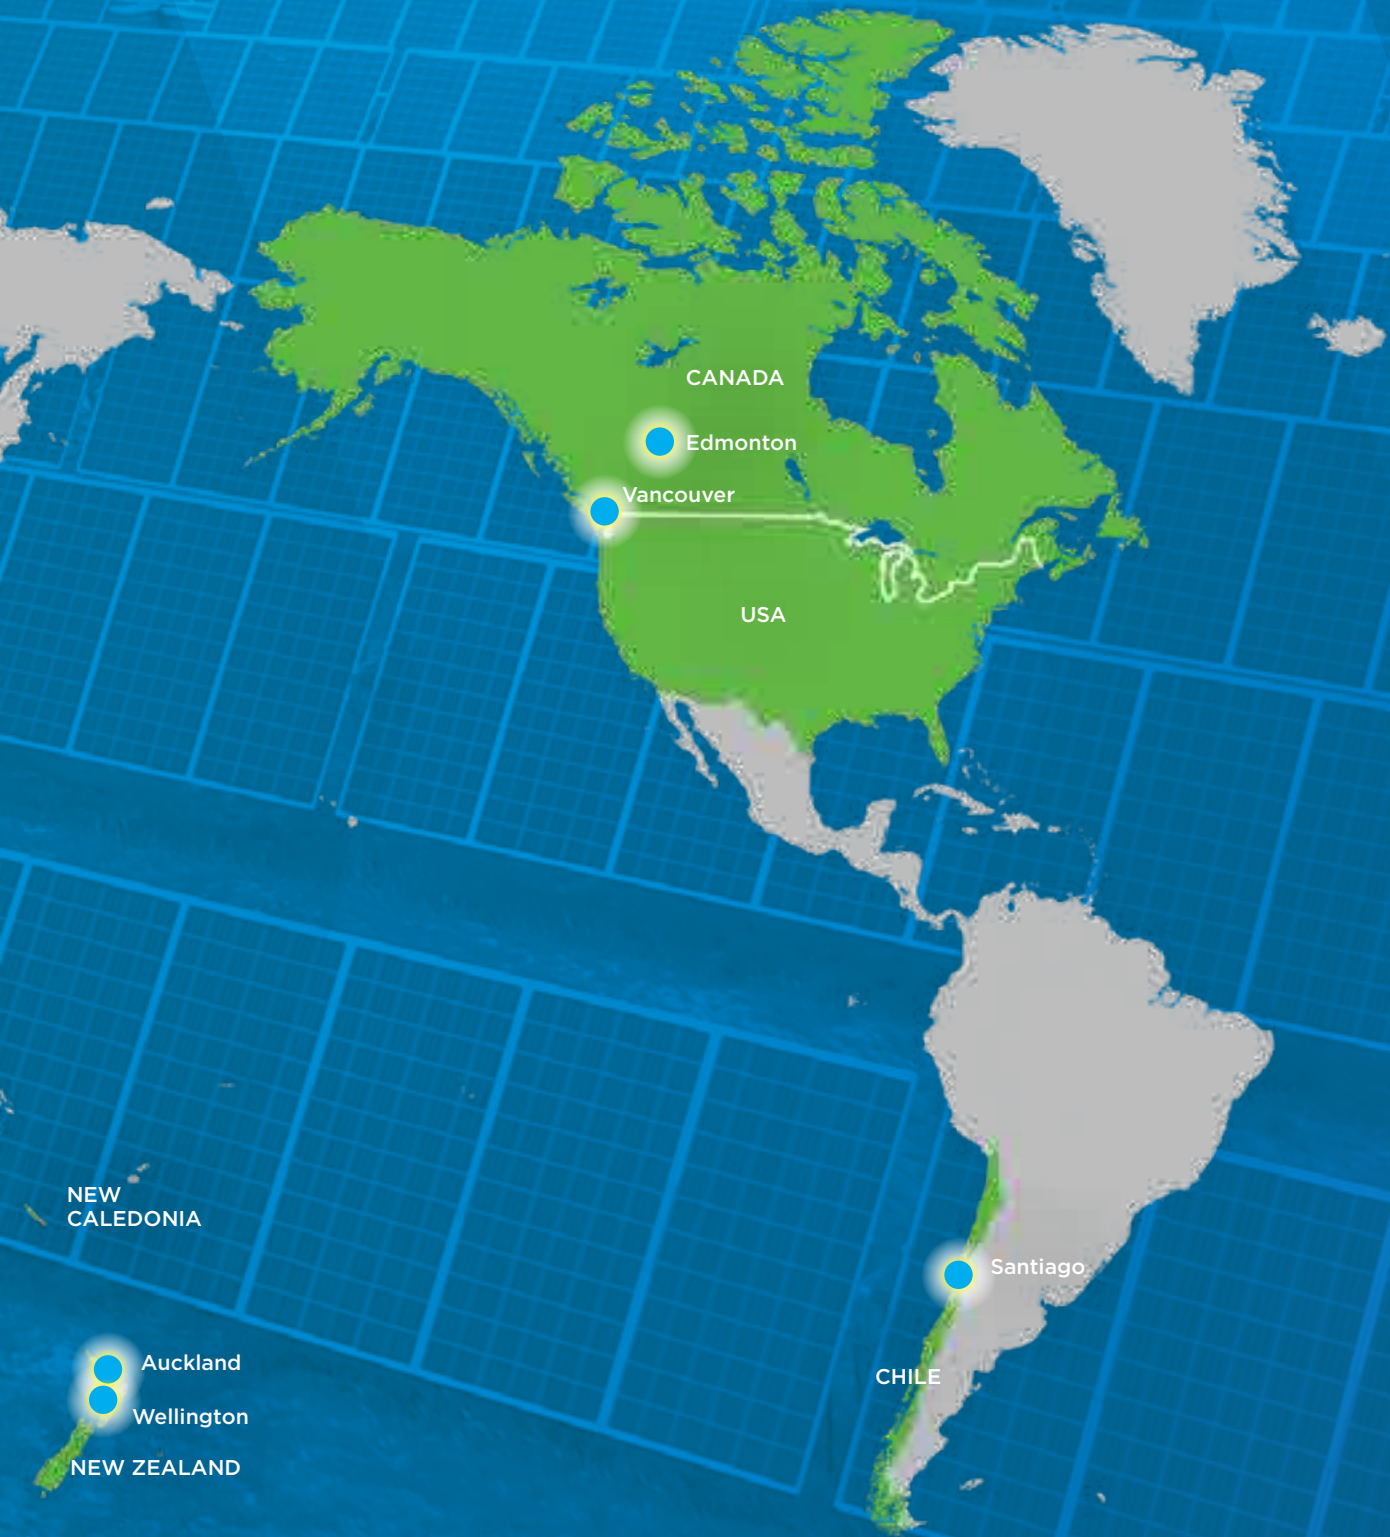 CANADA
Edmonton
Vancouver
USA
NEW
CALEDONIA
Santiago
Auckland
CHILE
Wellington
NEW ZEALAND